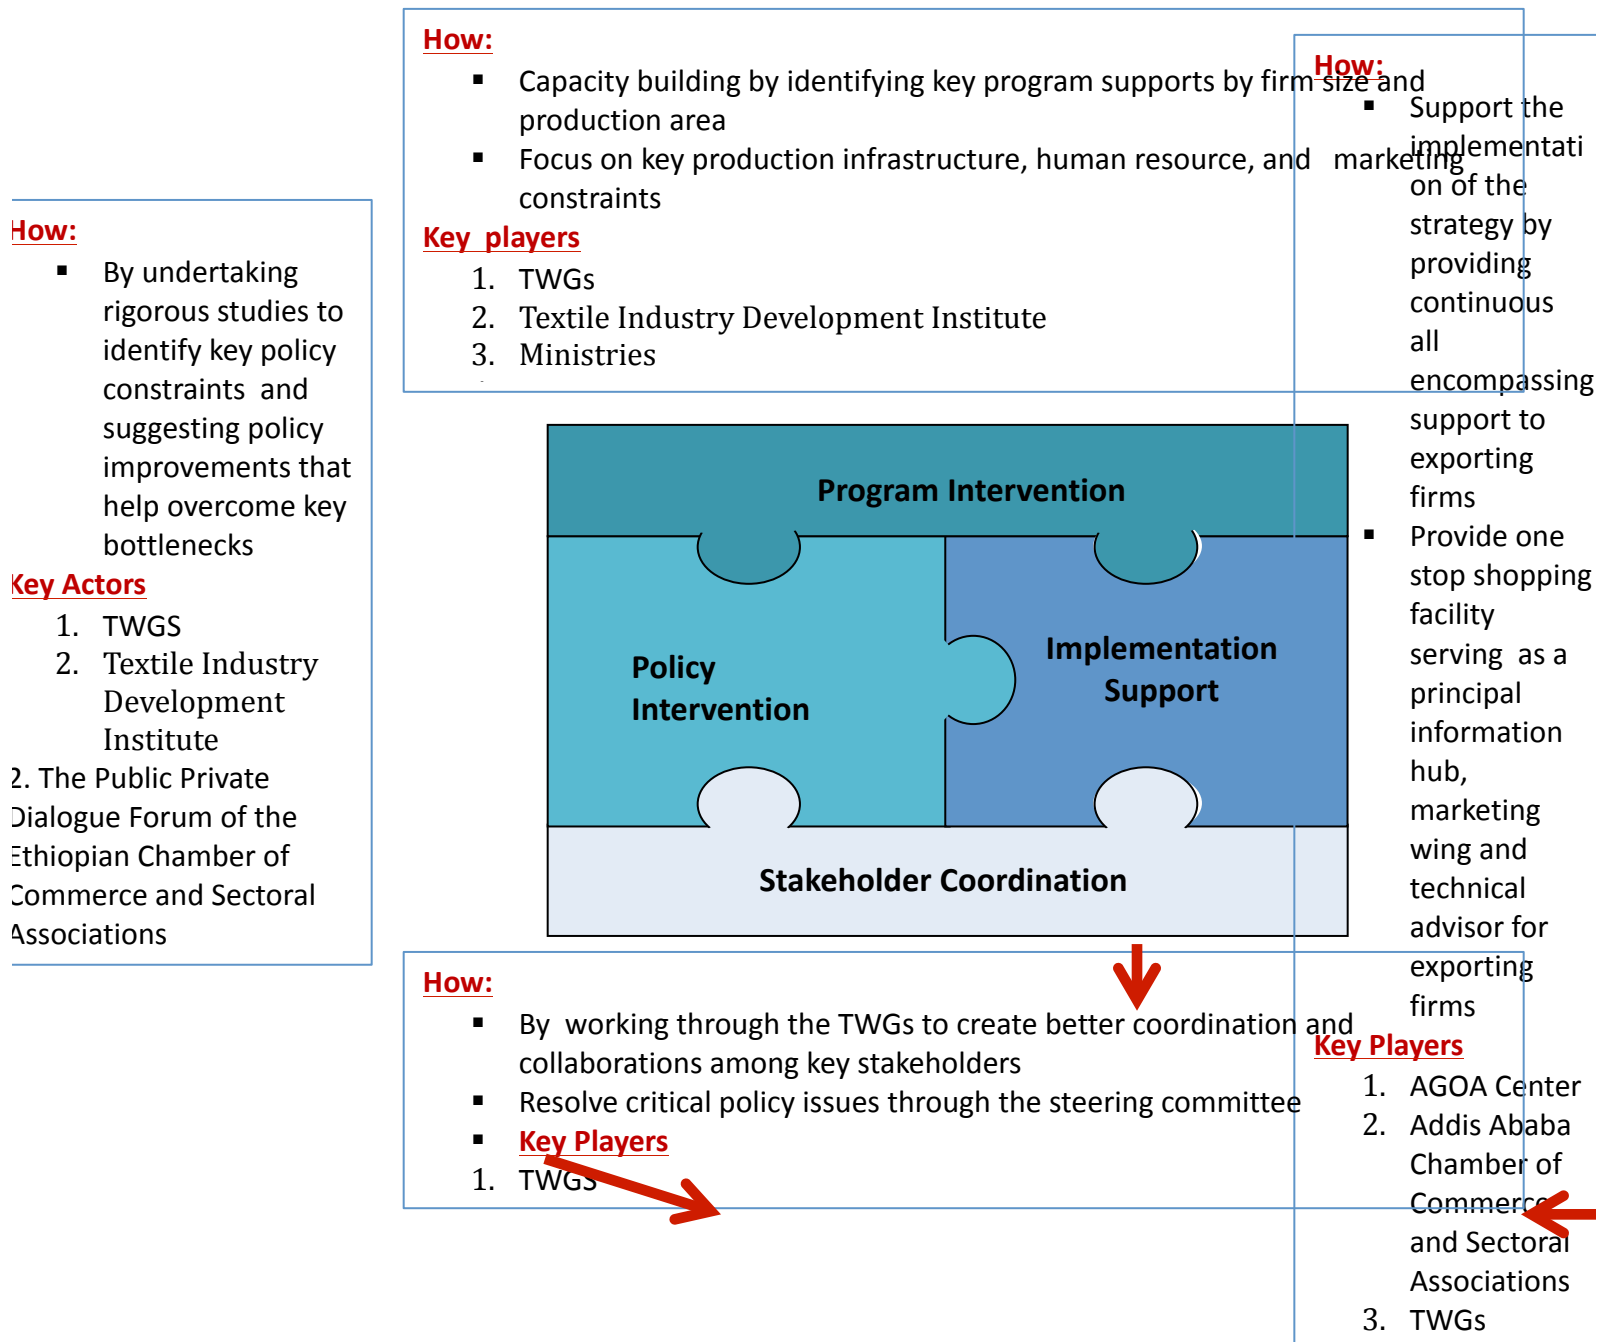 How:
▪ Capacity building by identifying key program supports by firm size and
production area
▪ Focus on key production infrastructure, human resource, and marketing
constraints
Key players
1. TWGs
2. Textile Industry Development Institute
3. Ministries
How:
▪ By undertaking
rigorous studies to
identify key policy
constraints and
suggesting policy
improvements that
help overcome key
bottlenecks
Key Actors
1. TWGS
2. Textile Industry
Development
Institute
2. The Public Private
Dialogue Forum of the
Ethiopian Chamber of
Commerce and Sectoral
Associations
Program Intervention
Policy
Intervention
Implementation
Support
Stakeholder Coordination
How:
▪ By working through the TWGs to create better coordination and
collaborations among key stakeholders
▪ Resolve critical policy issues through the steering committee
▪ Key Players
1. TWGS
How:
▪ Support the
implementati
on of the
strategy by
providing
continuous
all
encompassing
support to
exporting
firms
▪ Provide one
stop shopping
facility
serving as a
principal
information
hub,
marketing
wing and
technical
advisor for
exporting
firms
Key Players
1. AGOA Center
2. Addis Ababa
Chamber of
Commerce
and Sectoral
Associations
3. TWGs